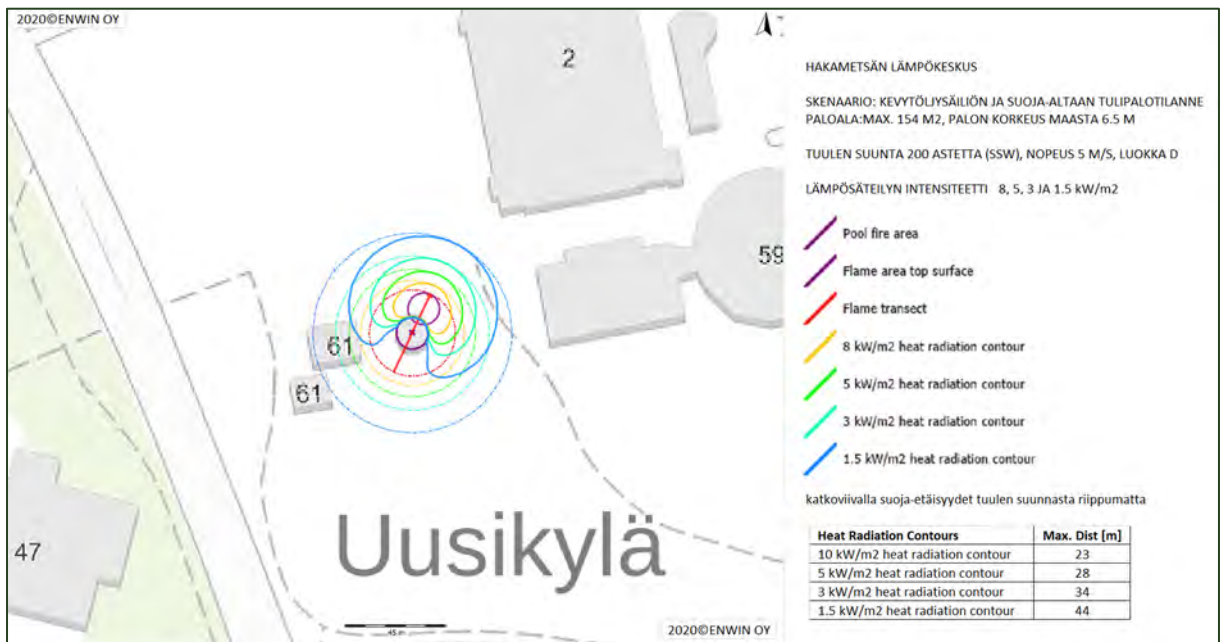 2020©ENWIN OY
2
59
61
61
47
Uusikylä
45 m
2020©ENWIN OY
HAKAMETSÄN LÄMPÖKESKUS
SKENAARIO: KEVYTÖLJYSÄILIÖN JA SUOJA-ALTAAN TULIPALOTILANNE
PALOALA:MAX. 154 M2, PALON KORKEUS MAASTA 6.5 M
TUULEN SUUNTA 200 ASTETTA (SSW), NOPEUS 5 M/S, LUOKKA D
LÄMPÖSÄTEILYN INTENSITEETTI 8, 5, 3 JA 1.5 kW/m2
Pool fire area
Flame area top surface
Flame transect
8 kW/m2 heat radiation contour
5 kW/m2 heat radiation contour
3 kW/m2 heat radiation contour
1.5 kW/m2 heat radiation contour
katkoviivalla suoja-etäisyydet tuulen suunnasta riippumatta
Heat Radiation Contours Max. Dist [m]
10 kW/m2 heat radiation contour 23
5 kW/m2 heat radiation contour 28
3 kW/m2 heat radiation contour 34
1.5 kW/m2 heat radiation contour 44